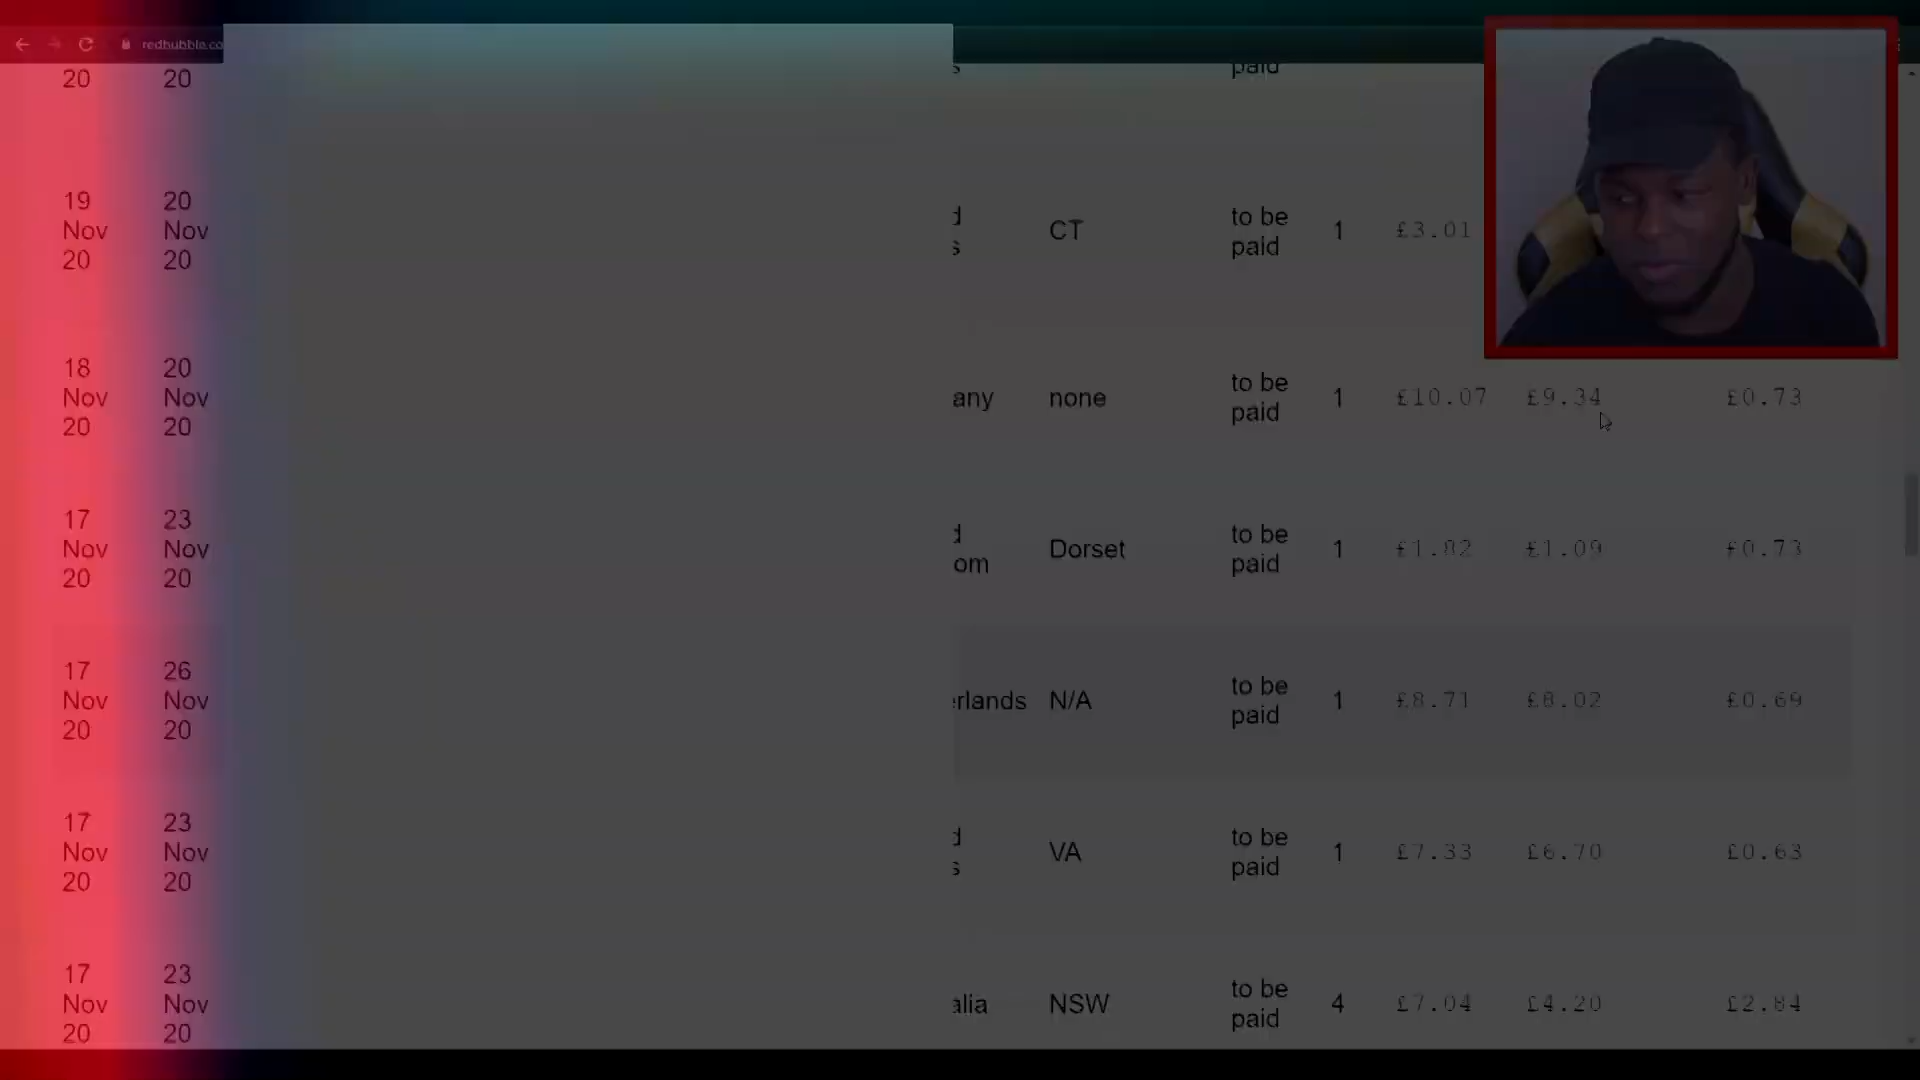 redbubble.co
20 20 paid
19 20
Nov Nov CT to be paid 1 £3.01
20 20
18 20
Nov Nov any none to be paid 1 £10.07 £9.34 £0.73
20 20
17 23
Nov Nov om Dorset to be paid 1 £1.82 £1.09 £0.73
20 20
17 26
Nov Nov erlands N/A to be paid 1 £8.71 £8.02 £0.69
20 20
17 23
Nov Nov VA to be paid 1 £7.33 £6.70 £0.63
20 20
17 23
Nov Nov alia NSW to be paid 4 £7.04 £4.20 £2.84
20 20